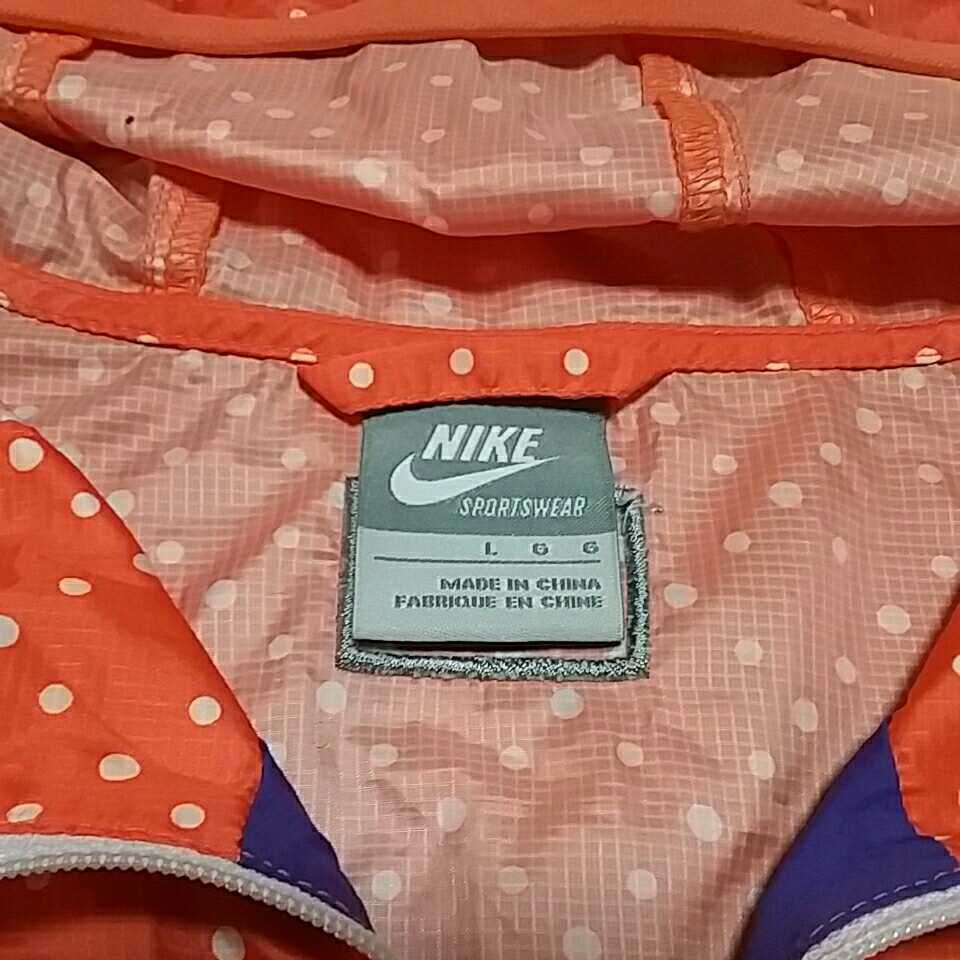 NIKE
SPORTSWEAR
L G G
MADE IN CHINA
FABRIQUE EN CHINE